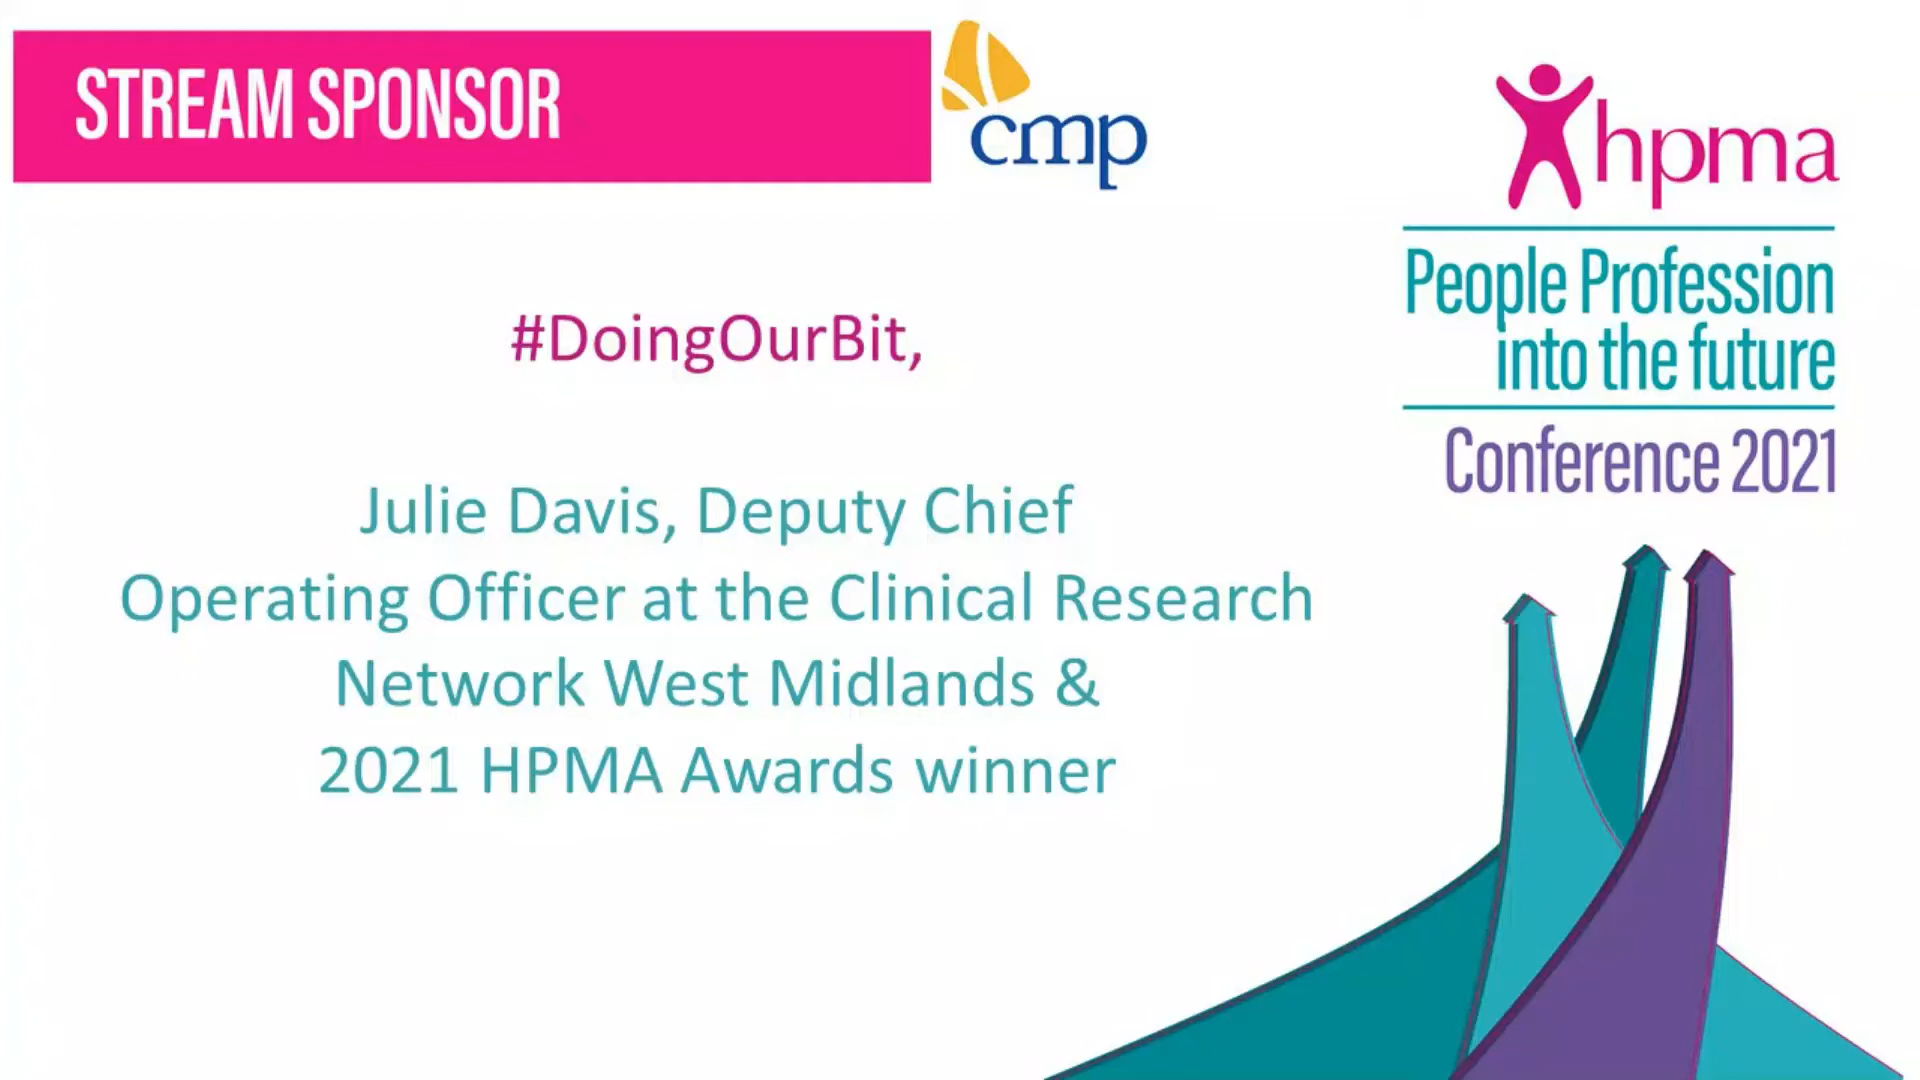 STREAM SPONSOR
cmp
hpma
People Profession
into the future
Conference 2021
#DoingOurBit,
Julie Davis, Deputy Chief
Operating Officer at the Clinical Research
Network West Midlands &
2021 HPMA Awards winner